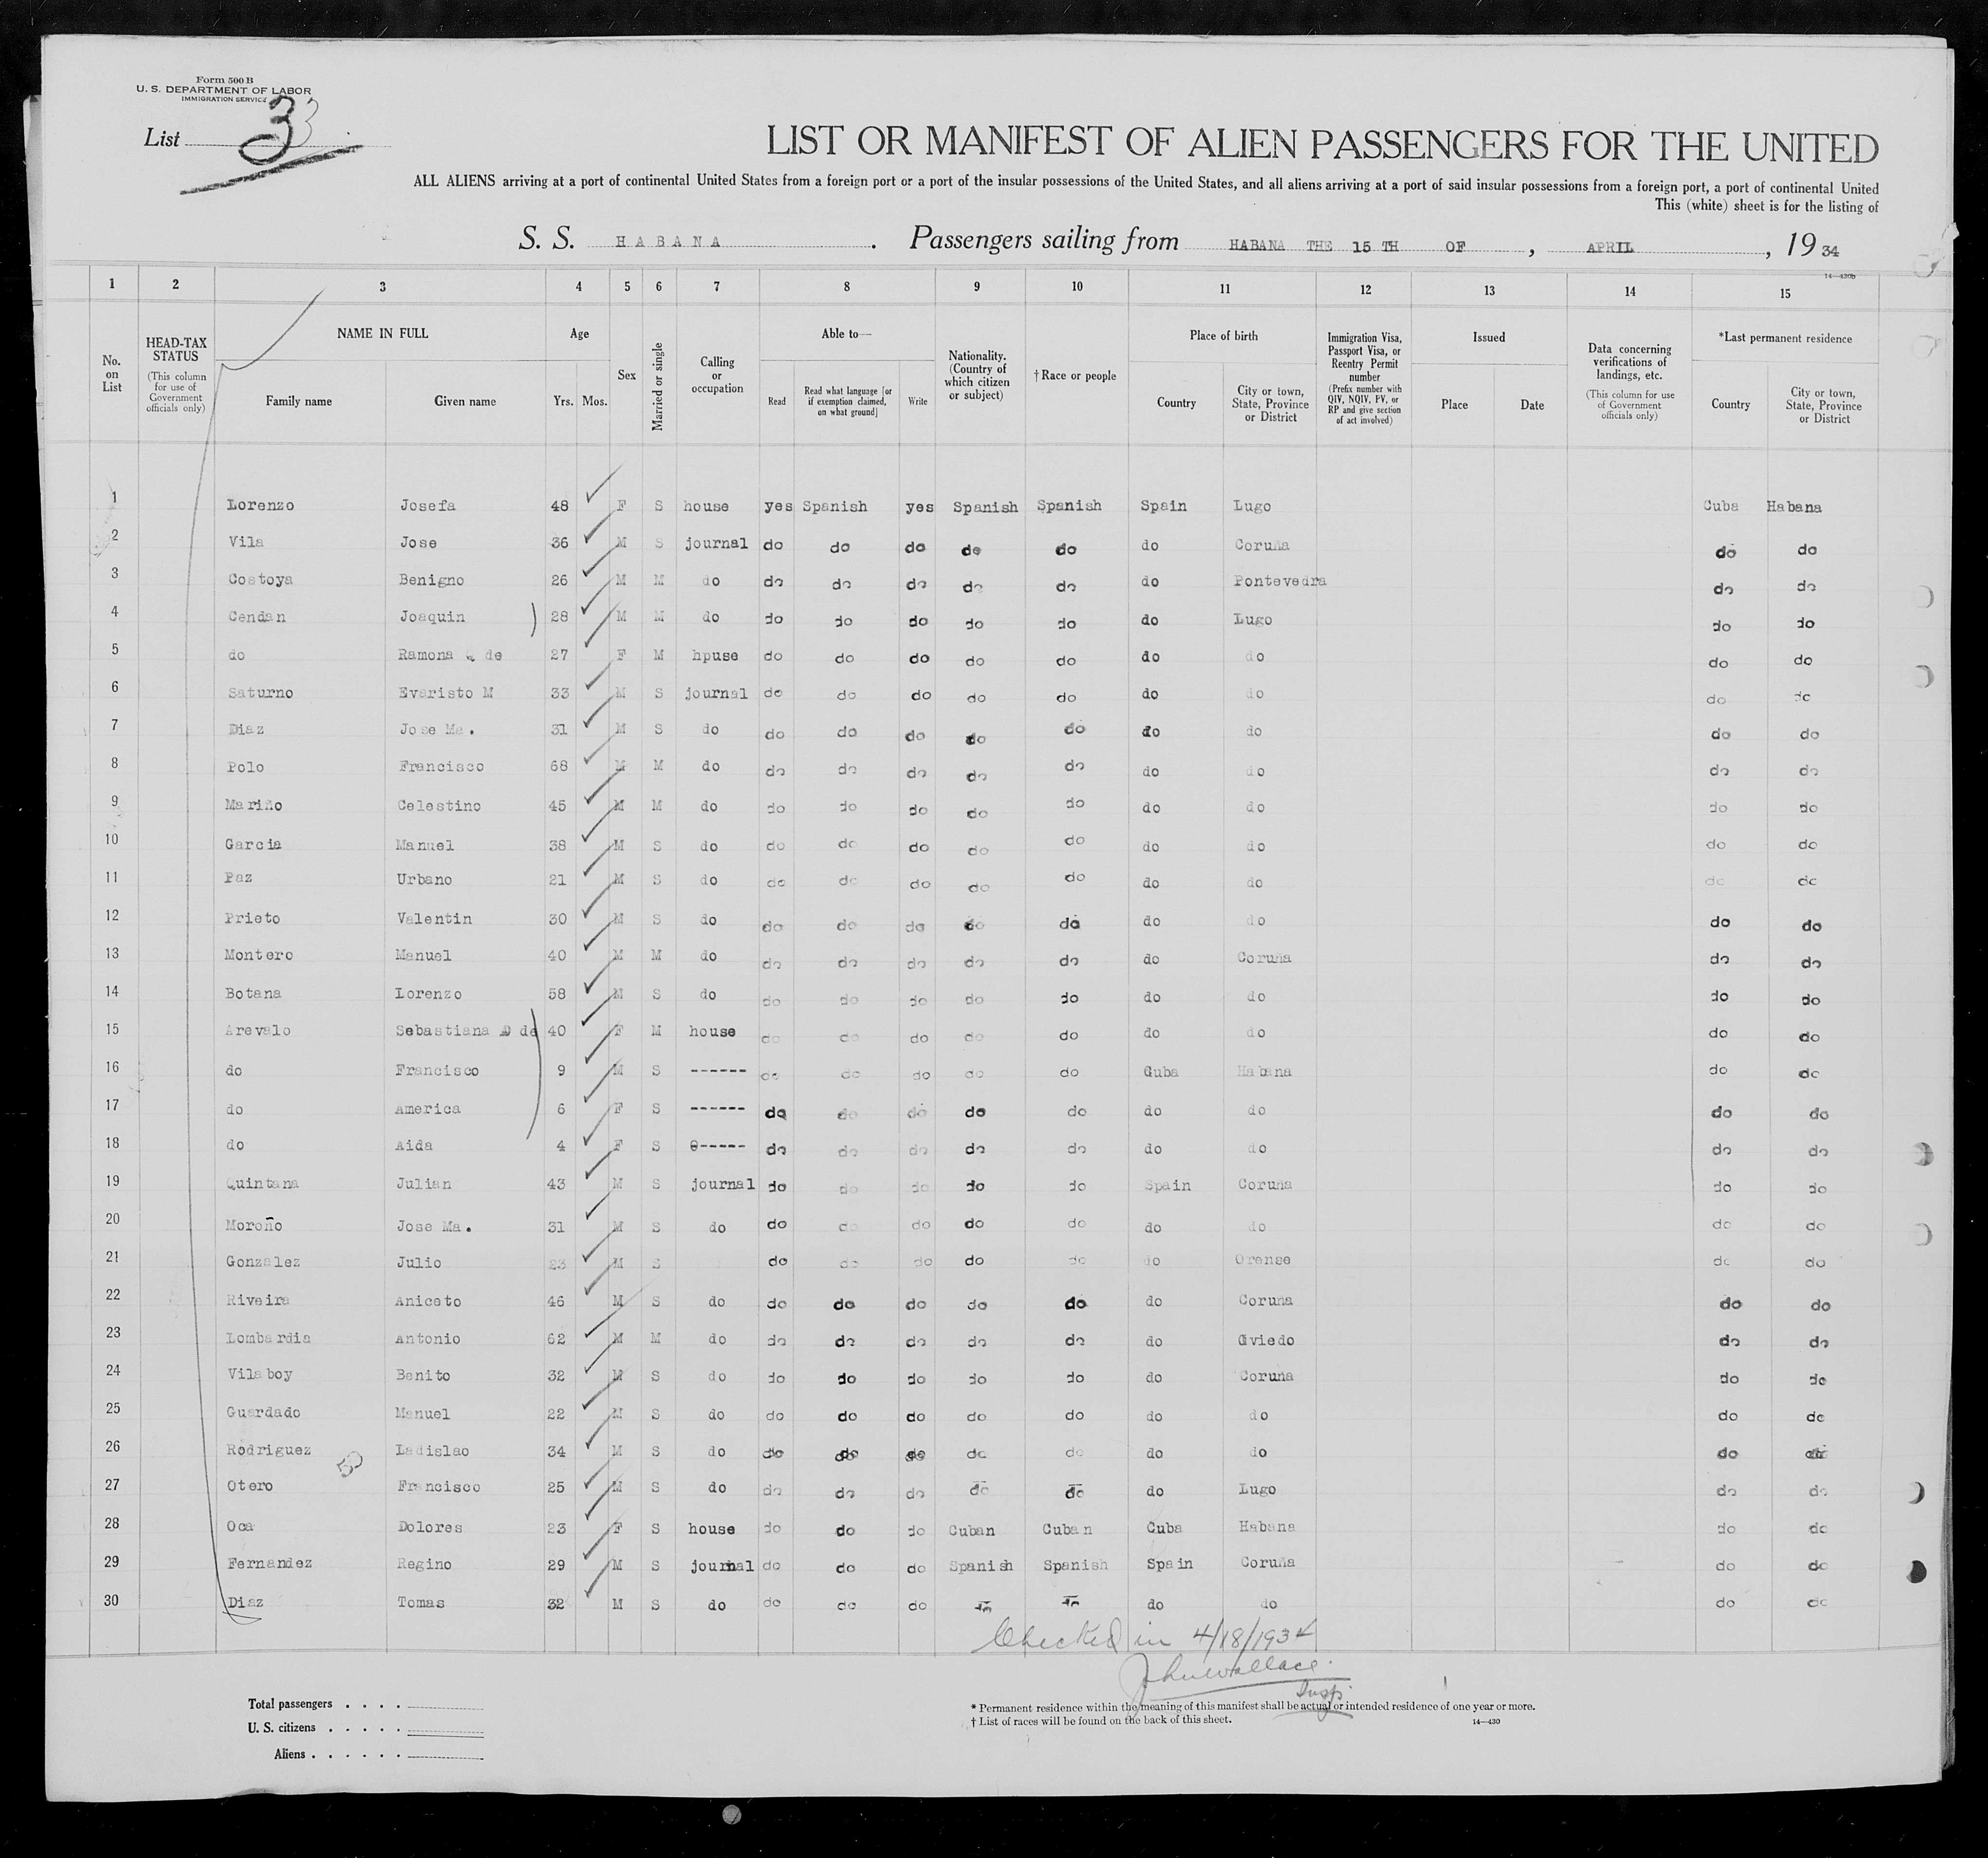 Form 500 B
U. S. DEPARTMENT OF LABOR
IMMIGRATION SERVICE
List 33
LIST OR MANIFEST OF ALIEN PASSENGERS FOR THE UNITED
ALL ALIENS arriving at a port of continental United States from a foreign port or a port of the insular possessions of the United States, and all aliens arriving at a port of said insular possessions from a foreign port, a port of continental United
This (white) sheet is for the listing of
S. S. HABANA . Passengers sailing from HABANA THE 15 TH OF , APRIL , 19 34
14—430b
1 2 3 4 5 6 7 8 9 10 11 12 13 14 15
No. on List
HEAD-TAX STATUS (This column for use of Government officials only)
NAME IN FULL Family name Given name
Age Yrs. Mos.
Sex
Married or single
Calling or occupation
Able to— Read Read what language [or if exemption claimed, on what ground] Write
Nationality. (Country of which citizen or subject)
† Race or people
Place of birth Country City or town, State, Province or District
Immigration Visa, Passport Visa, or Reentry Permit number (Prefix number with QIV, NQIV, PV, or RP and give section of act involved)
Issued Place Date
Data concerning verifications of landings, etc. (This column for use of Government officials only)
*Last permanent residence Country City or town, State, Province or District
1 Lorenzo Josefa 48 F S house yes Spanish yes Spanish Spanish Spain Lugo Cuba Habana
2 Vila Jose 36 M S journal do do do do do do Coruña do do
3 Costoya Benigno 26 M M do do do do do do do Pontevedra do do
4 Cendan Joaquin 28 M M do do do do do do do Lugo do do
5 do Ramona de 27 F M hpuse do do do do do do do do do
6 Saturno Evaristo M 33 M S journal do do do do do do do do do
7 Diaz Jose Ma. 31 M S do do do do do do do do do do
8 Polo Francisco 68 M M do do do do do do do do do do
9 Mariño Celestino 45 M M do do do do do do do do do do
10 Garcia Manuel 38 M S do do do do do do do do do do
11 Paz Urbano 21 M S do do do do do do do do do do
12 Prieto Valentin 30 M S do do do do do do do do do do
13 Montero Manuel 40 M M do do do do do do do Coruña do do
14 Botana Lorenzo 58 M S do do do do do do do do do do
15 Arevalo Sebastiana D de 40 F M house do do do do do do do do do
16 do Francisco 9 M S ------ do do do do do Cuba Habana do do
17 do America 6 F S ------ do do do do do do do do do
18 do Aida 4 F S 0----- do do do do do do do do do
19 Quintana Julian 43 M S journal do do do do do Spain Coruña do do
20 Moroño Jose Ma. 31 M S do do do do do do do do do do
21 Gonzalez Julio 23 M S do do do do do do Orense do do
22 Riveira Aniceto 46 M S do do do do do do do Coruña do do
23 Lombardia Antonio 62 M M do do do do do do do Oviedo do do
24 Vilaboy Benito 32 M S do do do do do do do Coruña do do
25 Guardado Manuel 22 M S do do do do do do do do do do
26 Rodriguez Ladislao 34 M S do do do do do do do do do do
27 Otero Francisco 25 M S do do do do do do do Lugo do do
28 Oca Dolores 23 F S house do do do Cuban Cuban Cuba Habana do do
29 Fernandez Regino 29 M S journal do do do Spanish Spanish Spain Coruña do do
30 Diaz Tomas 32 M S do do do do do do do do do do
Checked in 4/18/1934
John Wallace
Insp
Total passengers . . . .
U. S. citizens . . . . .
Aliens . . . . . .
* Permanent residence within the meaning of this manifest shall be actual or intended residence of one year or more.
† List of races will be found on the back of this sheet.
14—430